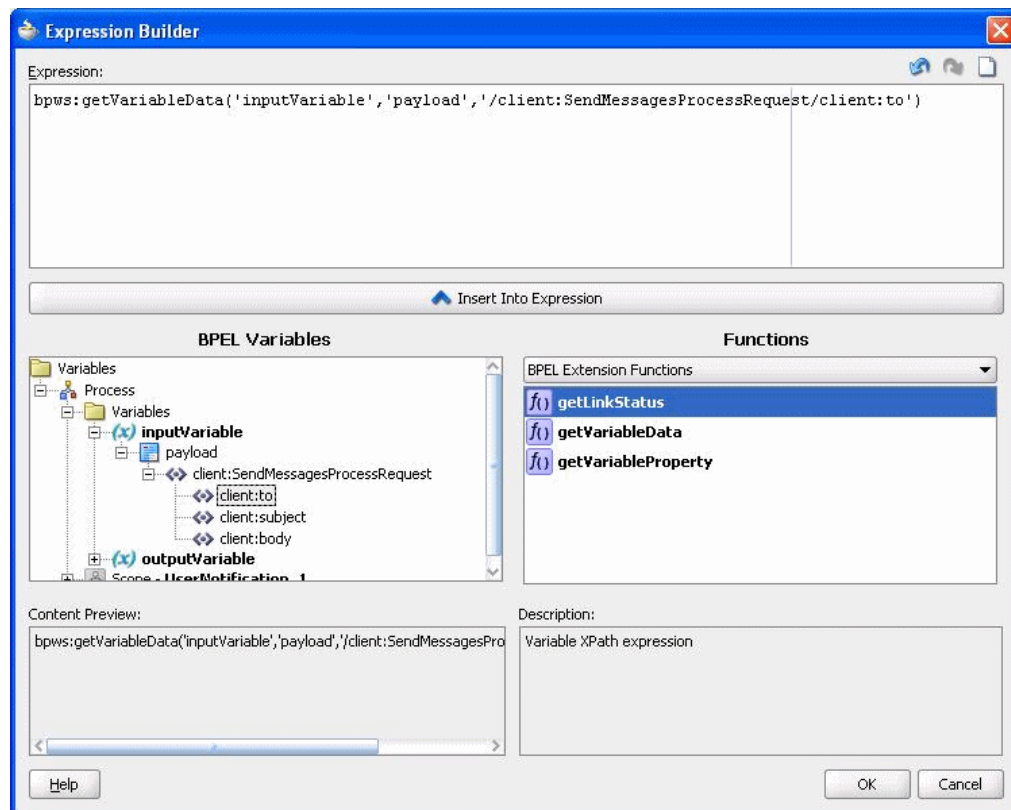 Expression Builder
Expression:
bpws:getVariableData('inputVariable','payload','/client:SendMessagesProcessRequest/client:to')
Insert Into Expression
BPEL Variables
Variables
Process
Variables
(x) inputVariable
payload
client:SendMessagesProcessRequest
client:to
client:subject
client:body
(x) outputVariable
Scope - UserNotification_1
Functions
BPEL Extension Functions
f() getLinkStatus
f() getVariableData
f() getVariableProperty
Content Preview:
bpws:getVariableData('inputVariable','payload','/client:SendMessagesPro
Description:
Variable XPath expression
Help
OK
Cancel